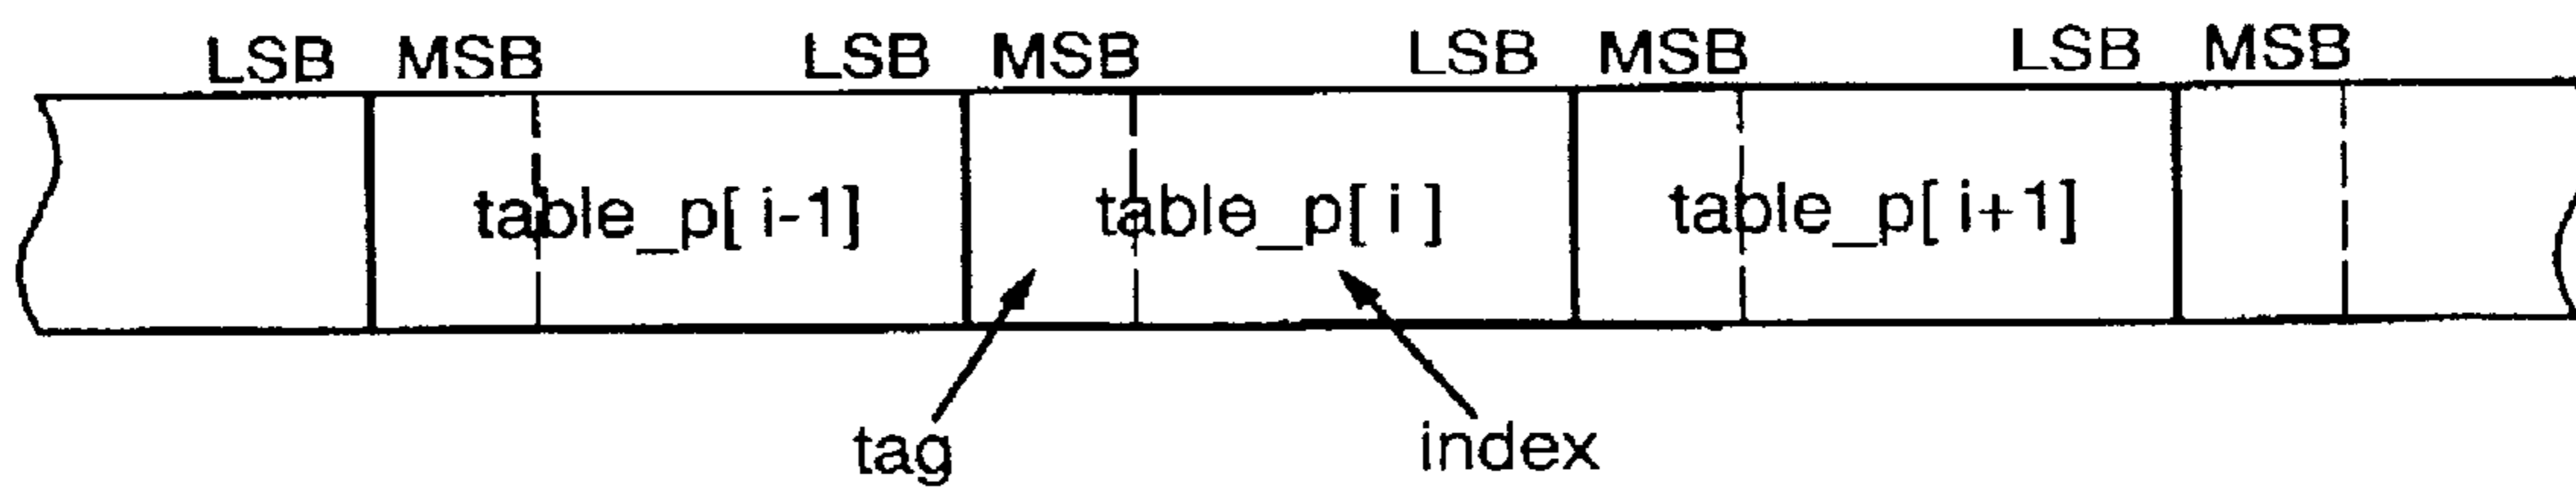 LSB MSB LSB MSB LSB MSB LSB MSB
table_p[ i-1] table_p[ i ] table_p[ i+1]
tag index